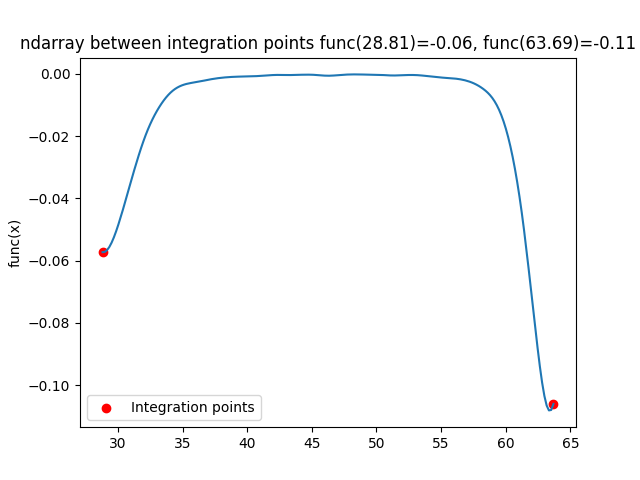 ndarray between integration points func(28.81)=-0.06, func(63.69)=-0.11
0.00
−0.02
−0.04
−0.06
−0.08
−0.10
func(x)
Integration points
30 35 40 45 50 55 60 65